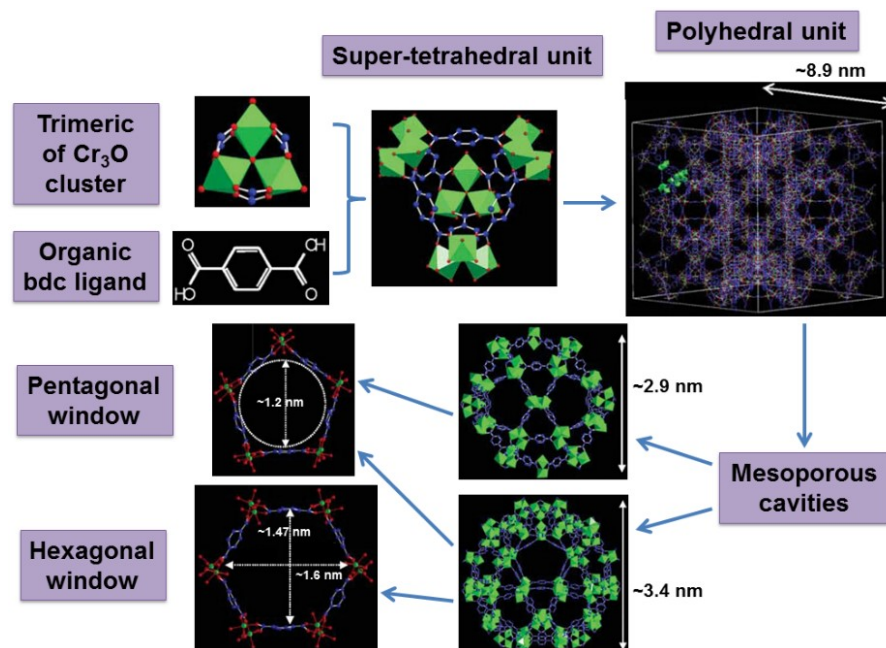 Polyhedral unit
Super-tetrahedral unit
~8.9 nm
Trimeric
of Cr₃O
cluster
Organic
bdc ligand
O
OH
HO
O
Pentagonal
window
~1.2 nm
~2.9 nm
Mesoporous
cavities
Hexagonal
window
~1.47 nm
~1.6 nm
~3.4 nm